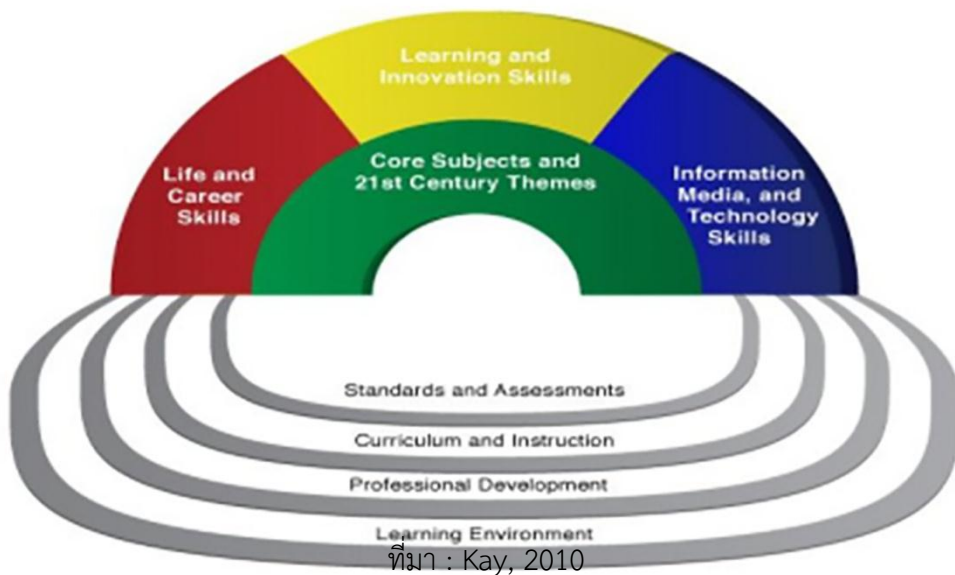 Learning and
Innovation Skills
Life and
Career
Skills
Core Subjects and
21st Century Themes
Information
Media, and
Technology
Skills
Standards and Assessments
Curriculum and Instruction
Professional Development
Learning Environment
ที่มา : Kay, 2010